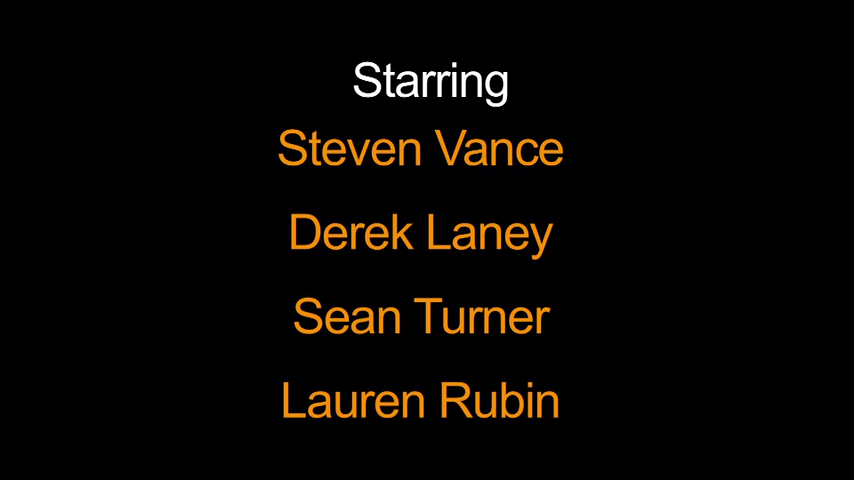 Starring
Steven Vance
Derek Laney
Sean Turner
Lauren Rubin